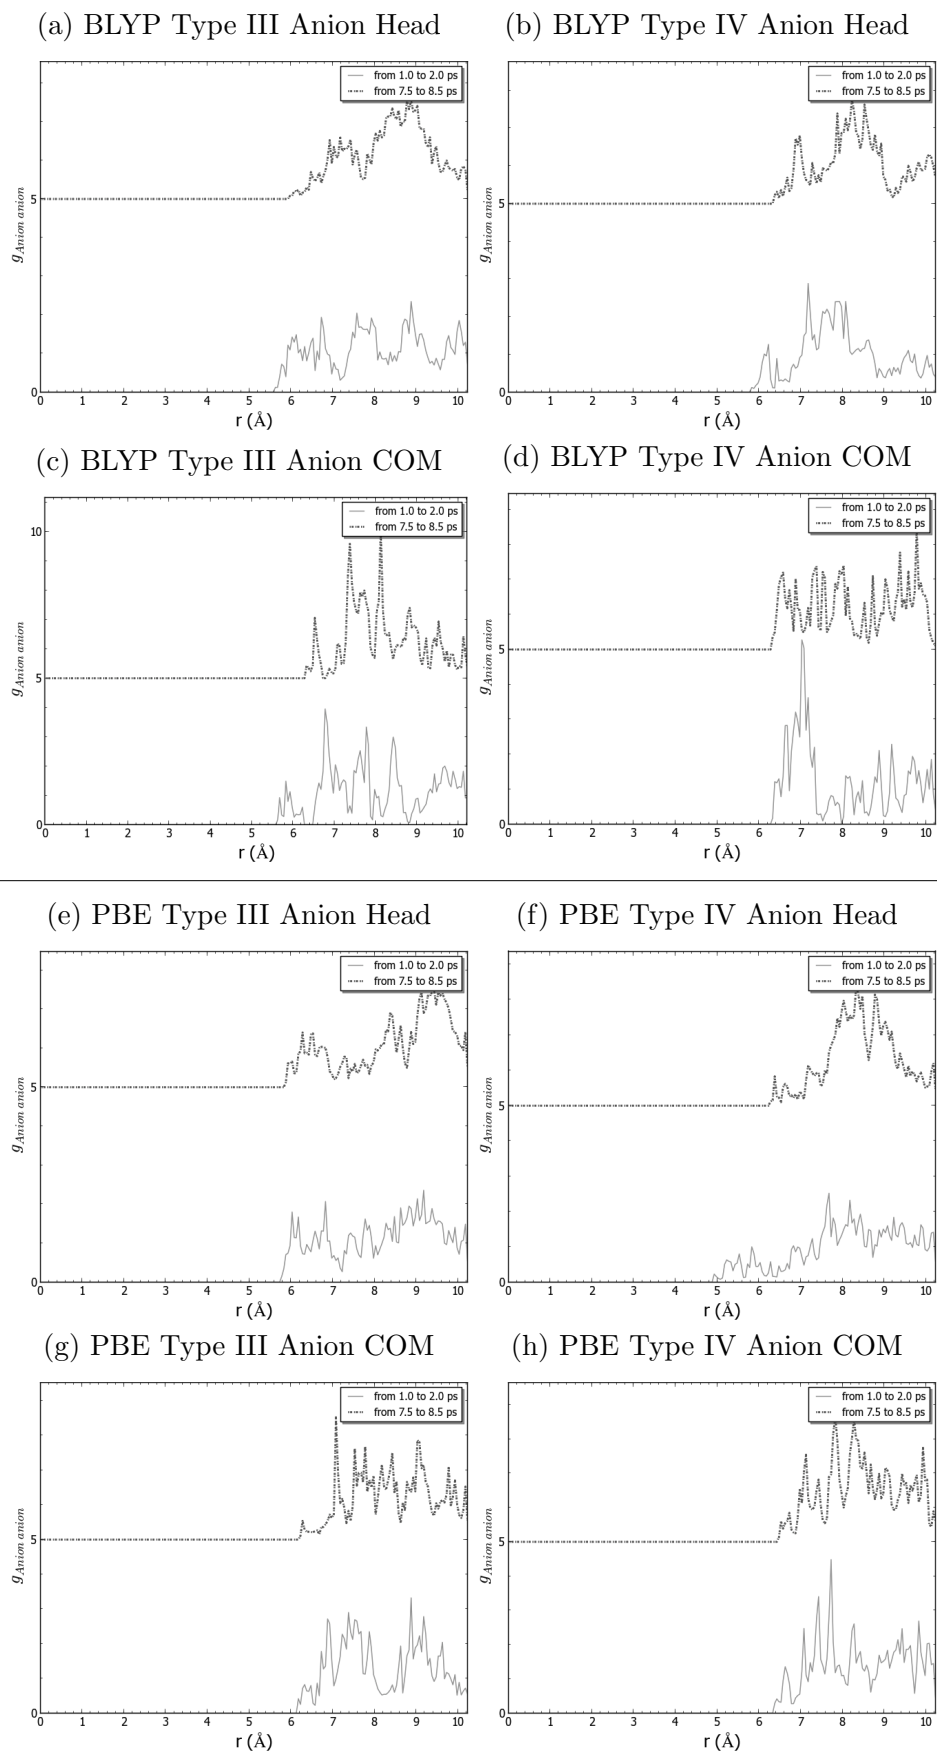 (a) BLYP Type III Anion Head
from 1.0 to 2.0 ps
from 7.5 to 8.5 ps
5
0
g_Anion anion
0 1 2 3 4 5 6 7 8 9 10
r (Å)
(b) BLYP Type IV Anion Head
from 1.0 to 2.0 ps
from 7.5 to 8.5 ps
5
0
g_Anion anion
0 1 2 3 4 5 6 7 8 9 10
r (Å)
(c) BLYP Type III Anion COM
from 1.0 to 2.0 ps
from 7.5 to 8.5 ps
10
5
0
g_Anion anion
0 1 2 3 4 5 6 7 8 9 10
r (Å)
(d) BLYP Type IV Anion COM
from 1.0 to 2.0 ps
from 7.5 to 8.5 ps
5
0
g_Anion anion
0 1 2 3 4 5 6 7 8 9 10
r (Å)
(e) PBE Type III Anion Head
from 1.0 to 2.0 ps
from 7.5 to 8.5 ps
5
0
g_Anion anion
0 1 2 3 4 5 6 7 8 9 10
r (Å)
(f) PBE Type IV Anion Head
from 1.0 to 2.0 ps
from 7.5 to 8.5 ps
5
0
g_Anion anion
0 1 2 3 4 5 6 7 8 9 10
r (Å)
(g) PBE Type III Anion COM
from 1.0 to 2.0 ps
from 7.5 to 8.5 ps
5
0
g_Anion anion
0 1 2 3 4 5 6 7 8 9 10
r (Å)
(h) PBE Type IV Anion COM
from 1.0 to 2.0 ps
from 7.5 to 8.5 ps
5
0
g_Anion anion
0 1 2 3 4 5 6 7 8 9 10
r (Å)